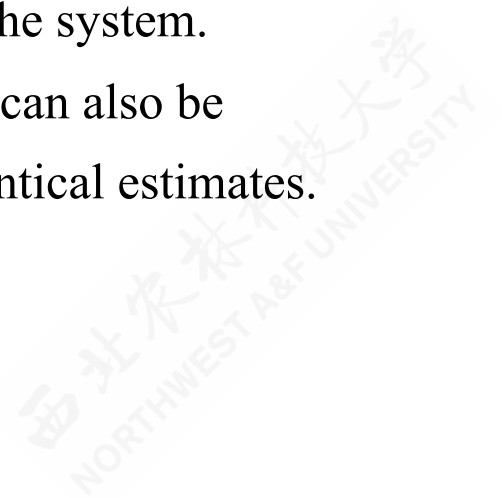 he system.
can also be
ntical estimates.
西北农林科技大学
NORTHWEST A&F UNIVERSITY